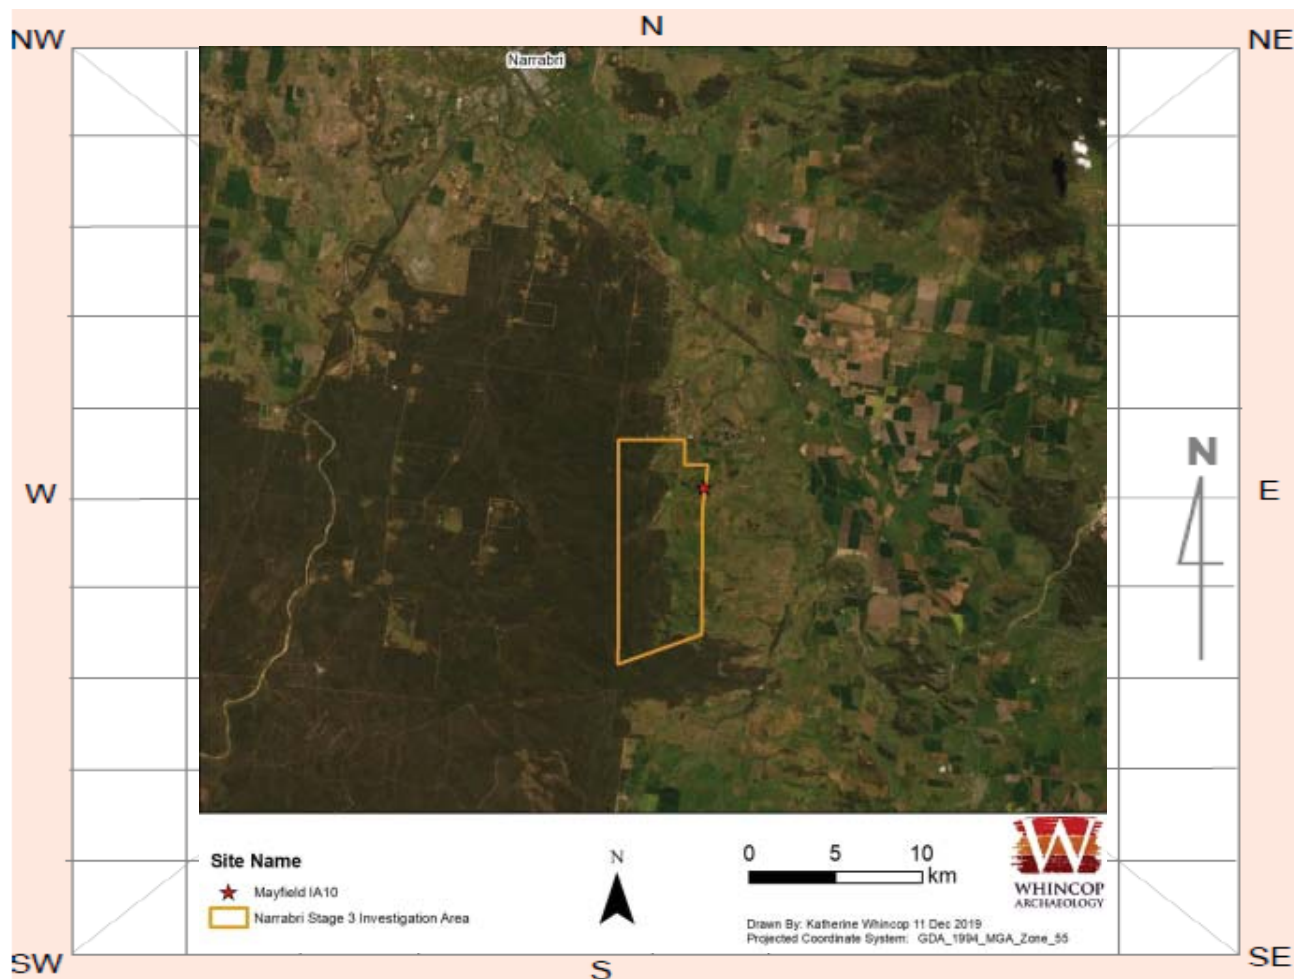 N
NW
NE
Narrabri
N
W
E
Site Name
Mayfield IA10
Narrabri Stage 3 Investigation Area
N
0 5 10
km
W
WHINCOP
ARCHAEOLOGY
Drawn By: Katherine Whincop 11 Dec 2019
Projected Coordinate System: GDA_1994_MGA_Zone_55
SW
S
SE